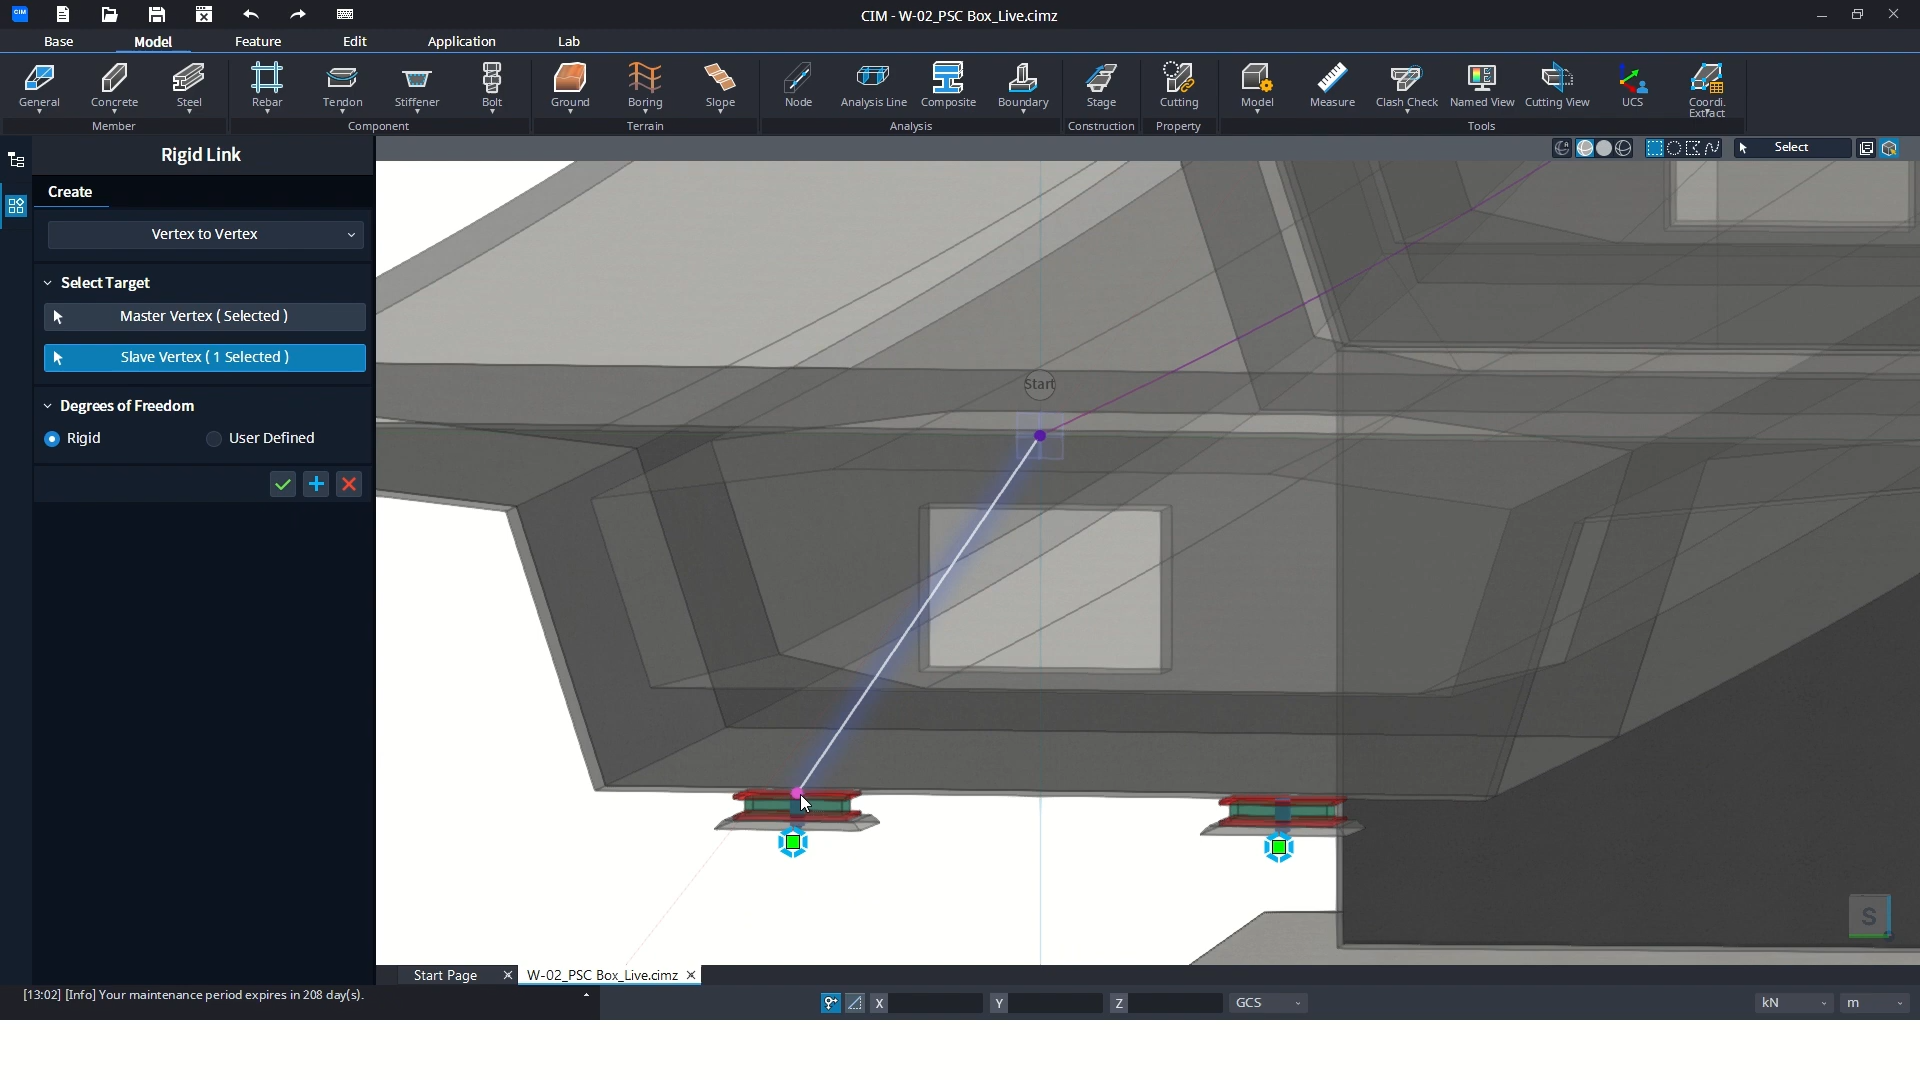 CIM
CIM - W-02_PSC Box_Live.cimz
Base Model Feature Edit Application Lab
General Concrete Steel Rebar Tendon Stiffener Bolt Ground Boring Slope Node Analysis Line Composite Boundary Stage Cutting Model Measure Clash Check Named View Cutting View UCS Coordi. Extract
Member Component Terrain Analysis Construction Property Tools
Rigid Link
Select
Create
Vertex to Vertex
Select Target
Master Vertex ( Selected )
Slave Vertex ( 1 Selected )
Degrees of Freedom
Rigid User Defined
Start
S
Start Page W-02_PSC Box_Live.cimz
[13:02] [Info] Your maintenance period expires in 208 day(s).
X Y Z GCS kN m